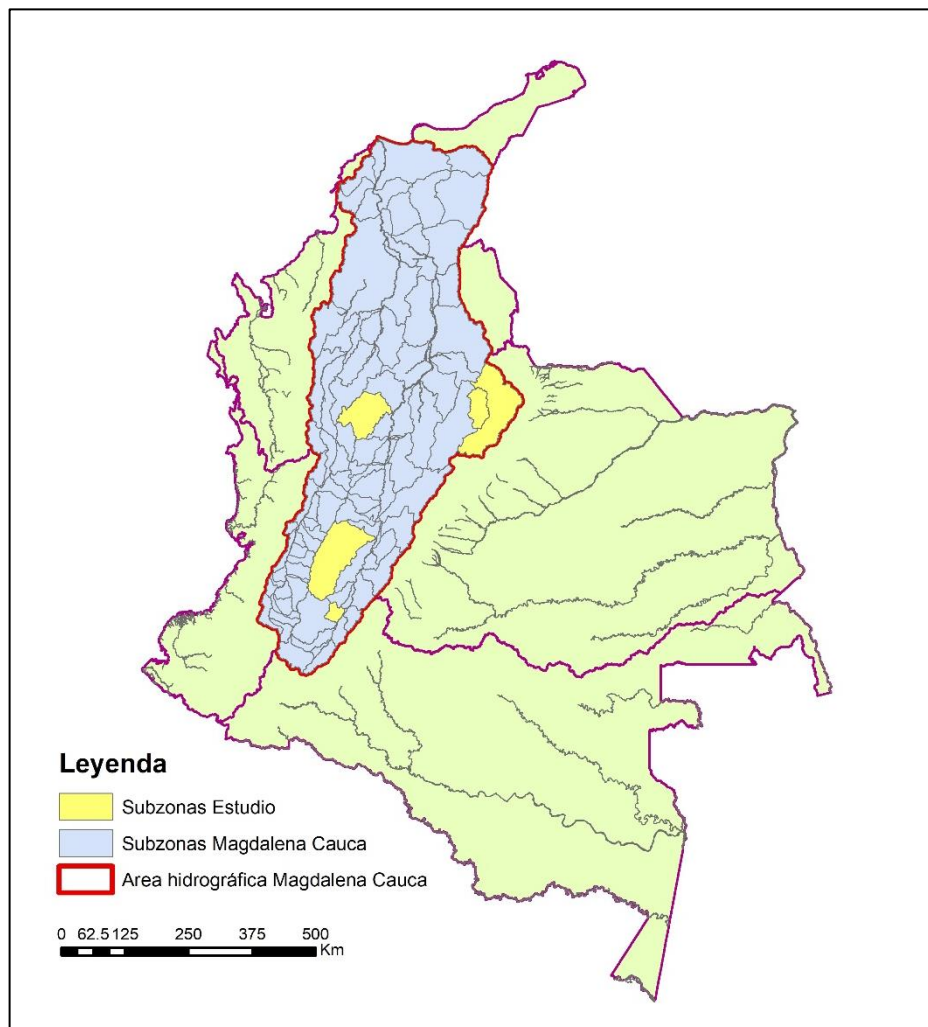 Leyenda
Subzonas Estudio
Subzonas Magdalena Cauca
Area hidrográfica Magdalena Cauca
0 62.5 125 250 375 500
Km